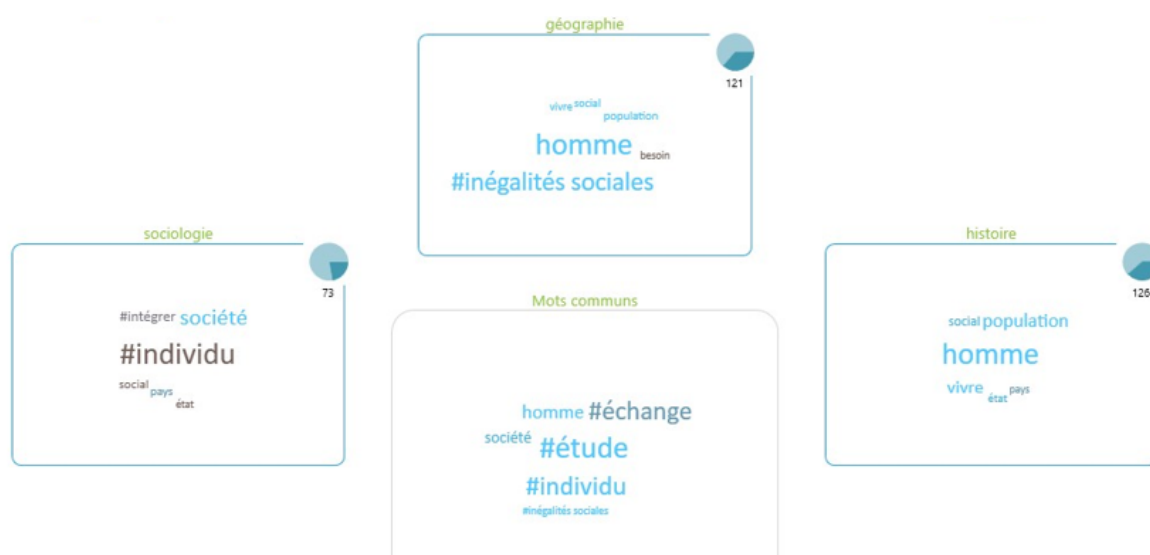 géographie
121
vivre social
population
homme besoin
#inégalités sociales
sociologie
73
#intégrer société
#individu
social pays
état
Mots communs
homme #échange
société #étude
#individu
#inégalités sociales
histoire
126
social population
homme
vivre état pays